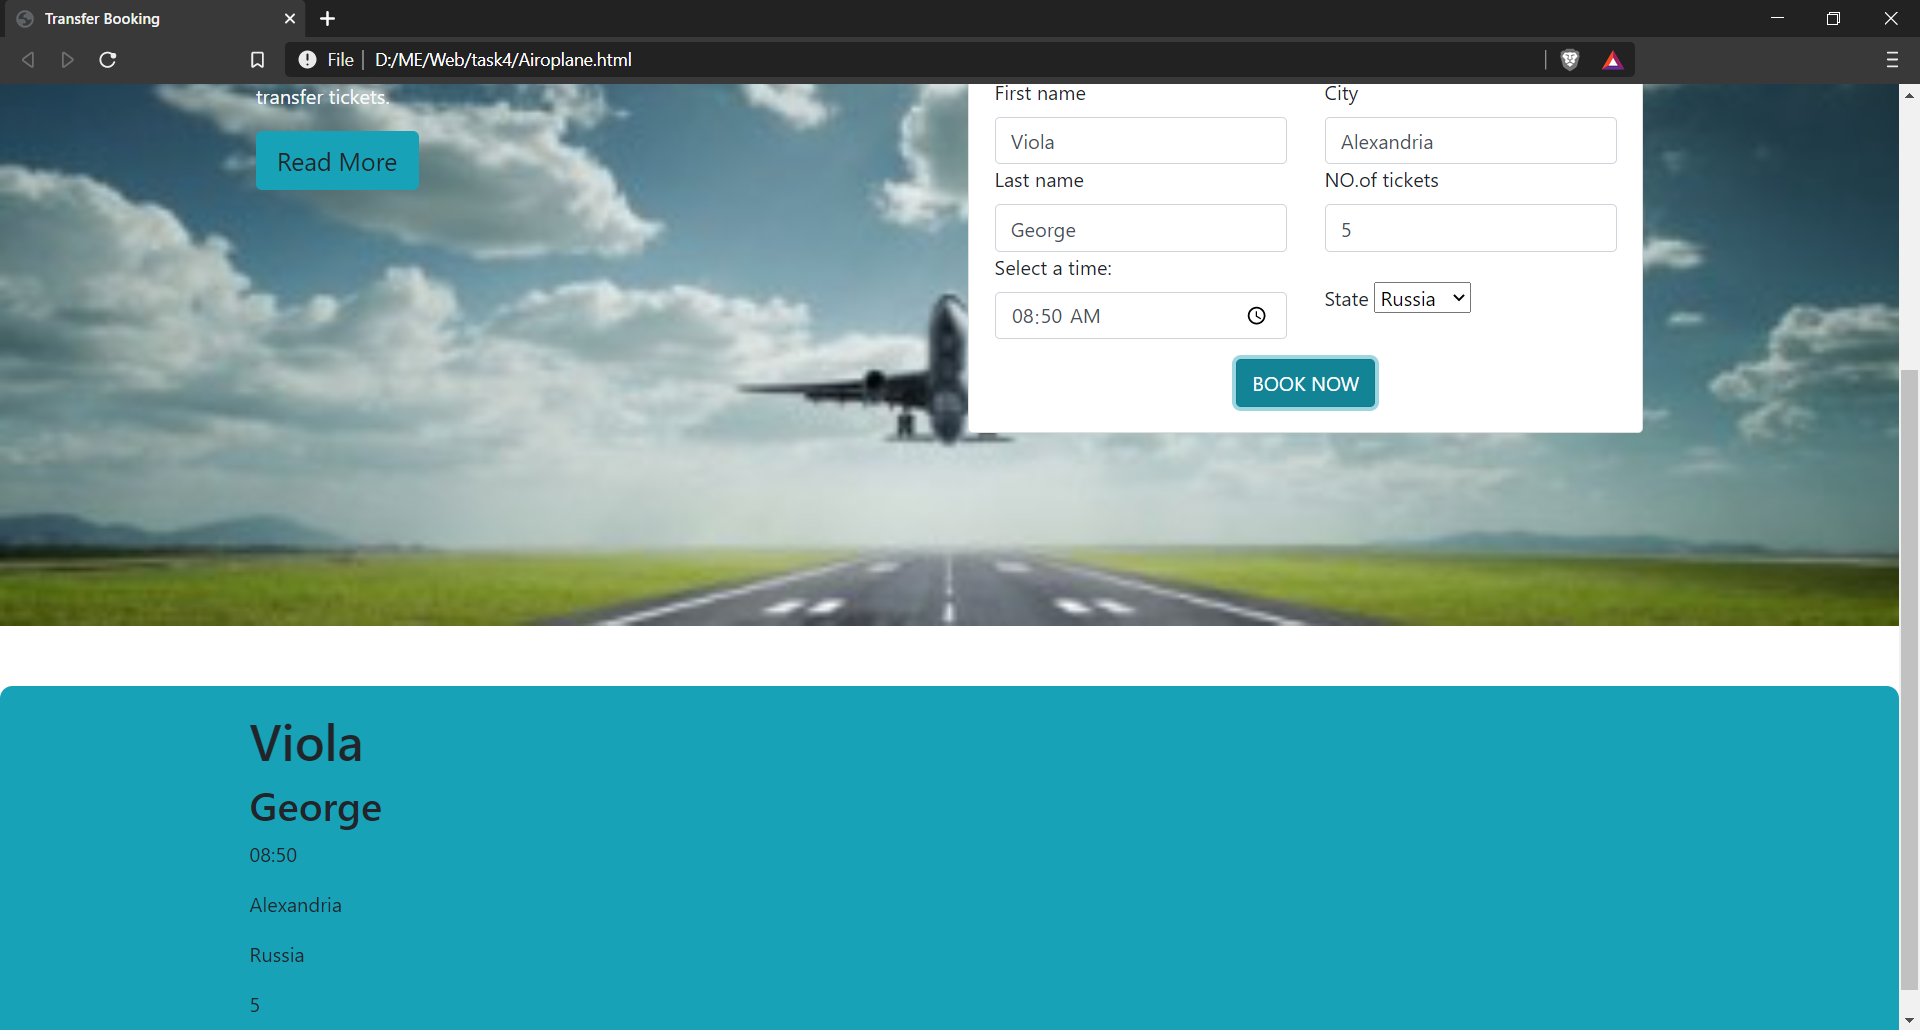 Transfer Booking
File
D:/ME/Web/task4/Airoplane.html
transfer tickets.
Read More
First name
City
Viola
Alexandria
Last name
NO.of tickets
George
5
Select a time:
08:50 AM
State Russia
BOOK NOW
Viola
George
08:50
Alexandria
Russia
5